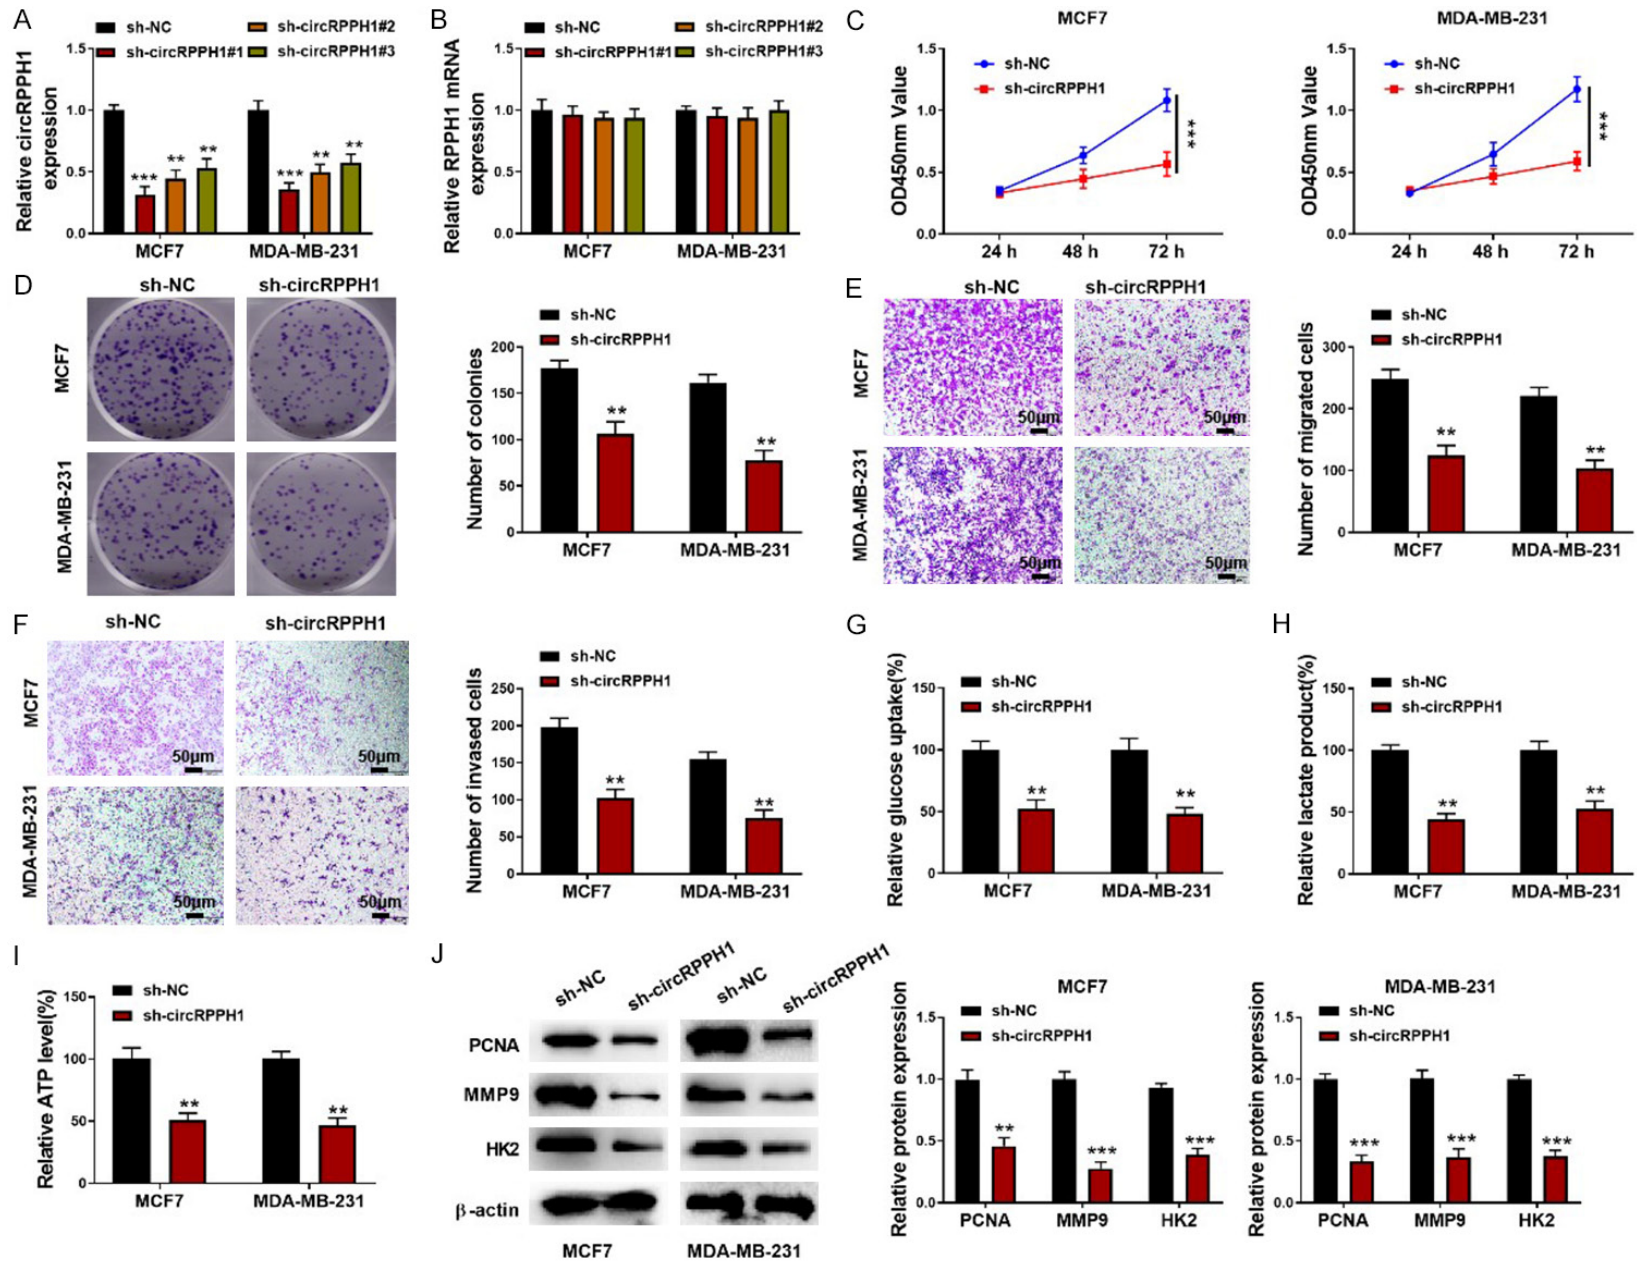 A
sh-NC
sh-circRPPH1#1
sh-circRPPH1#2
sh-circRPPH1#3
Relative circRPPH1
expression
1.5
1.0
0.5
0.0
***
**
**
***
**
**
MCF7
MDA-MB-231
B
sh-NC
sh-circRPPH1#1
sh-circRPPH1#2
sh-circRPPH1#3
Relative RPPH1 mRNA
expression
1.5
1.0
0.5
0.0
MCF7
MDA-MB-231
C
MCF7
sh-NC
sh-circRPPH1
OD450nm Value
1.5
1.0
0.5
0.0
***
24 h
48 h
72 h
MDA-MB-231
sh-NC
sh-circRPPH1
OD450nm Value
1.5
1.0
0.5
0.0
***
24 h
48 h
72 h
D
sh-NC
sh-circRPPH1
MCF7
MDA-MB-231
sh-NC
sh-circRPPH1
Number of colonies
200
150
100
50
0
**
**
MCF7
MDA-MB-231
E
sh-NC
sh-circRPPH1
MCF7
50μm
50μm
MDA-MB-231
50μm
50μm
sh-NC
sh-circRPPH1
Number of migrated cells
300
200
100
0
**
**
MCF7
MDA-MB-231
F
sh-NC
sh-circRPPH1
MCF7
50μm
50μm
MDA-MB-231
50μm
50μm
sh-NC
sh-circRPPH1
Number of invased cells
250
200
150
100
50
0
**
**
MCF7
MDA-MB-231
G
sh-NC
sh-circRPPH1
Relative glucose uptake(%)
150
100
50
0
**
**
MCF7
MDA-MB-231
H
sh-NC
sh-circRPPH1
Relative lactate product(%)
150
100
50
0
**
**
MCF7
MDA-MB-231
I
sh-NC
sh-circRPPH1
Relative ATP level(%)
150
100
50
0
**
**
MCF7
MDA-MB-231
J
sh-NC
sh-circRPPH1
sh-NC
sh-circRPPH1
PCNA
MMP9
HK2
β-actin
MCF7
MDA-MB-231
MCF7
sh-NC
sh-circRPPH1
Relative protein expression
1.5
1.0
0.5
0.0
**
***
***
PCNA
MMP9
HK2
MDA-MB-231
sh-NC
sh-circRPPH1
Relative protein expression
1.5
1.0
0.5
0.0
***
***
***
PCNA
MMP9
HK2